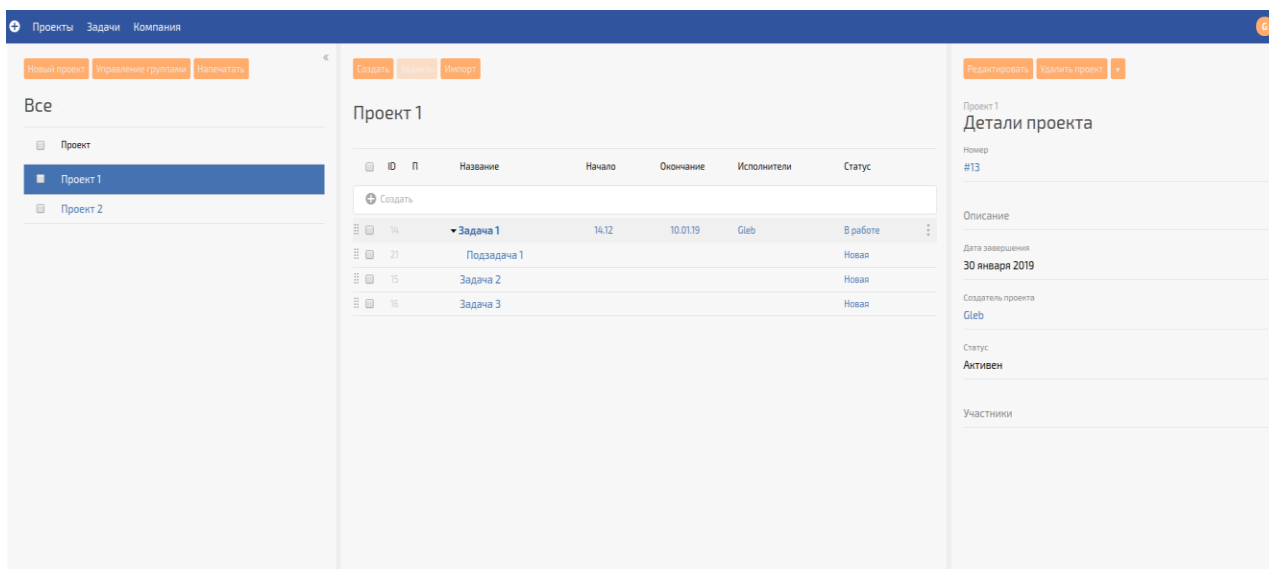 Проекты Задачи Компания
G
«
Новый проект Управление группами Напечатать
Все
Проект
Проект 1
Проект 2
Создать Удалить Импорт
Проект 1
ID П Название Начало Окончание Исполнители Статус
Создать
14 Задача 1 14.12 10.01.19 Gleb В работе
21 Подзадача 1 Новая
15 Задача 2 Новая
16 Задача 3 Новая
Редактировать Удалить проект
Проект 1
Детали проекта
Номер
#13
Описание
Дата завершения
30 января 2019
Создатель проекта
Gleb
Статус
Активен
Участники